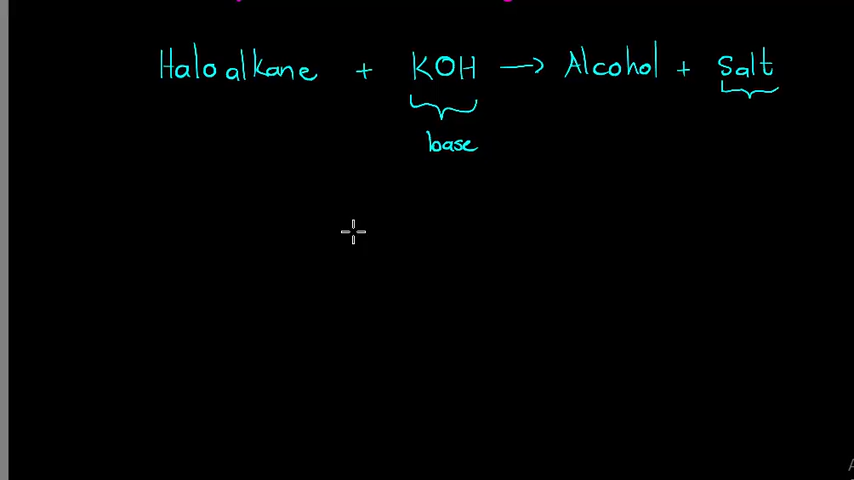 Haloalkane + KOH → Alcohol + Salt
base